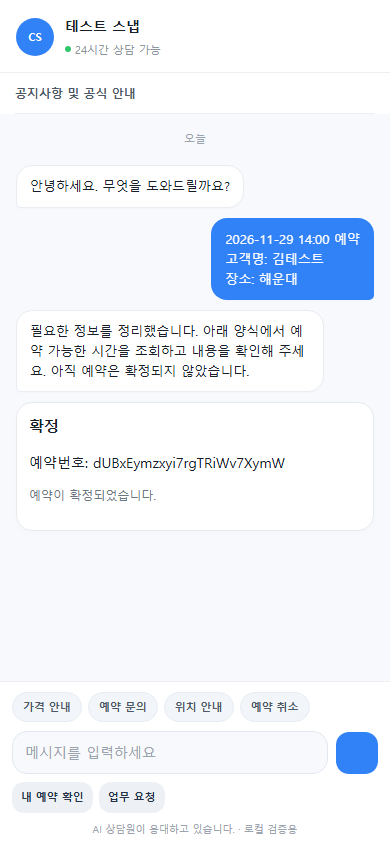 CS
테스트 스냅
24시간 상담 가능
공지사항 및 공식 안내
오늘
안녕하세요. 무엇을 도와드릴까요?
2026-11-29 14:00 예약
고객명: 김테스트
장소: 해운대
필요한 정보를 정리했습니다. 아래 양식에서 예
약 가능한 시간을 조회하고 내용을 확인해 주세
요. 아직 예약은 확정되지 않았습니다.
확정
예약번호: dUBxEymzxyi7rgTRiWv7XymW
예약이 확정되었습니다.
가격 안내
예약 문의
위치 안내
예약 취소
메시지를 입력하세요
내 예약 확인
업무 요청
AI 상담원이 응대하고 있습니다. · 로컬 검증용